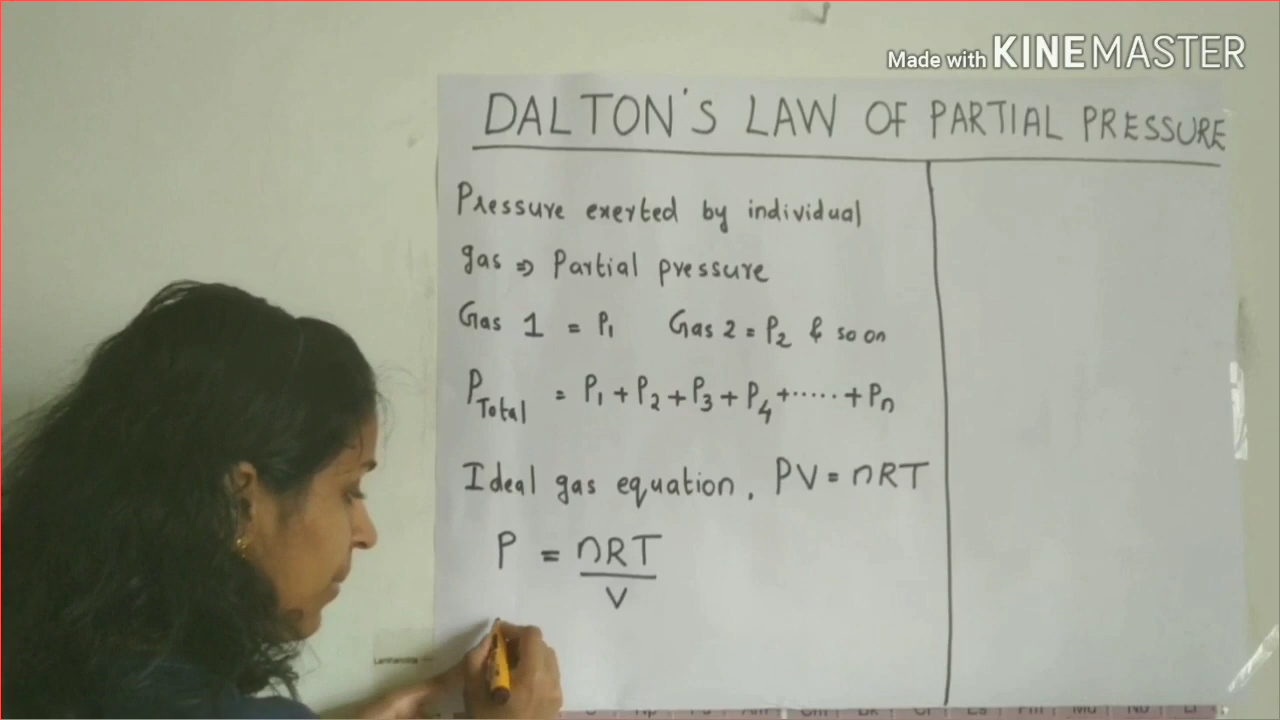 Made with KINEMASTER
DALTON'S LAW OF PARTIAL PRESSURE
Pressure exerted by individual
gas ⇒ Partial pressure
Gas 1 = P₁ Gas 2 = P₂ & so on
P_Total = P₁ + P₂ + P₃ + P₄ + ..... + Pₙ
Ideal gas equation, PV = nRT
P = nRT
V